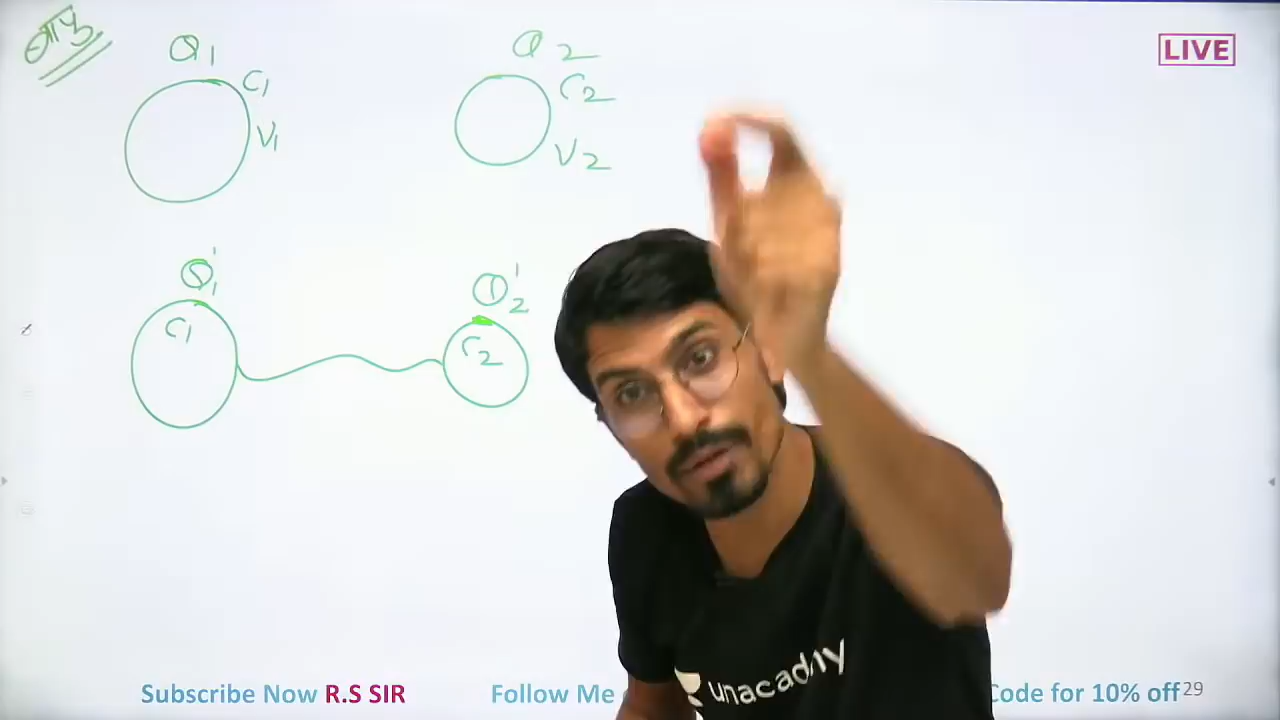 Q1
C1
V1
Q2
C2
V2
LIVE
Q1'
C1
Q2'
C2
unacademy
Subscribe Now R.S SIR
Follow Me
Code for 10% off
29